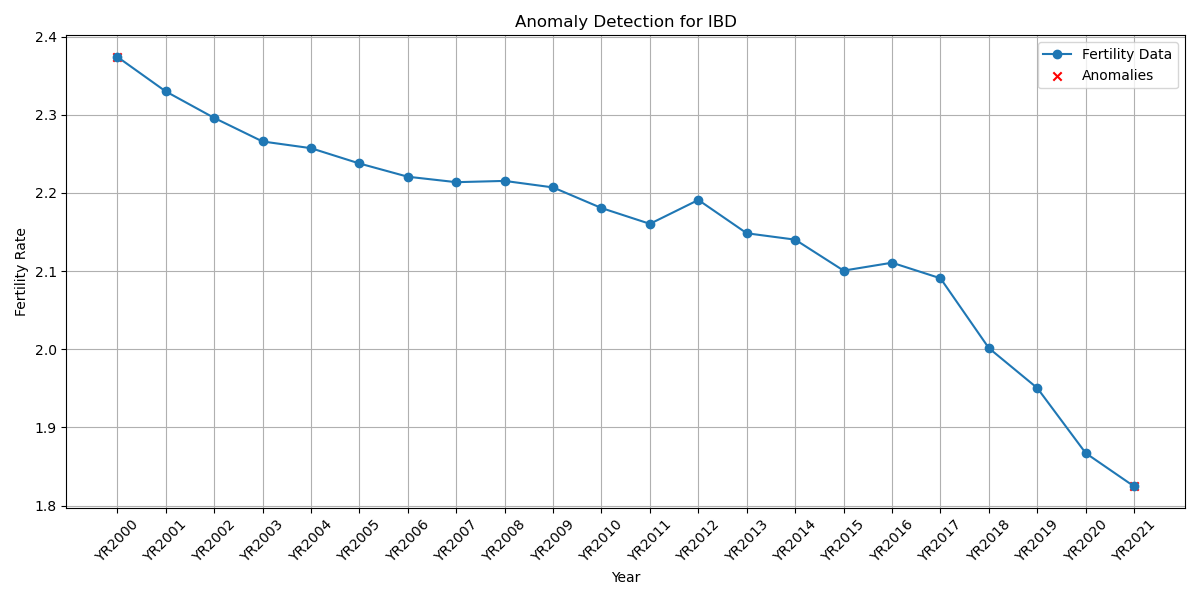 Anomaly Detection for IBD
Fertility Data
Anomalies
Fertility Rate
2.4
2.3
2.2
2.1
2.0
1.9
1.8
YR2000
YR2001
YR2002
YR2003
YR2004
YR2005
YR2006
YR2007
YR2008
YR2009
YR2010
YR2011
YR2012
YR2013
YR2014
YR2015
YR2016
YR2017
YR2018
YR2019
YR2020
YR2021
Year